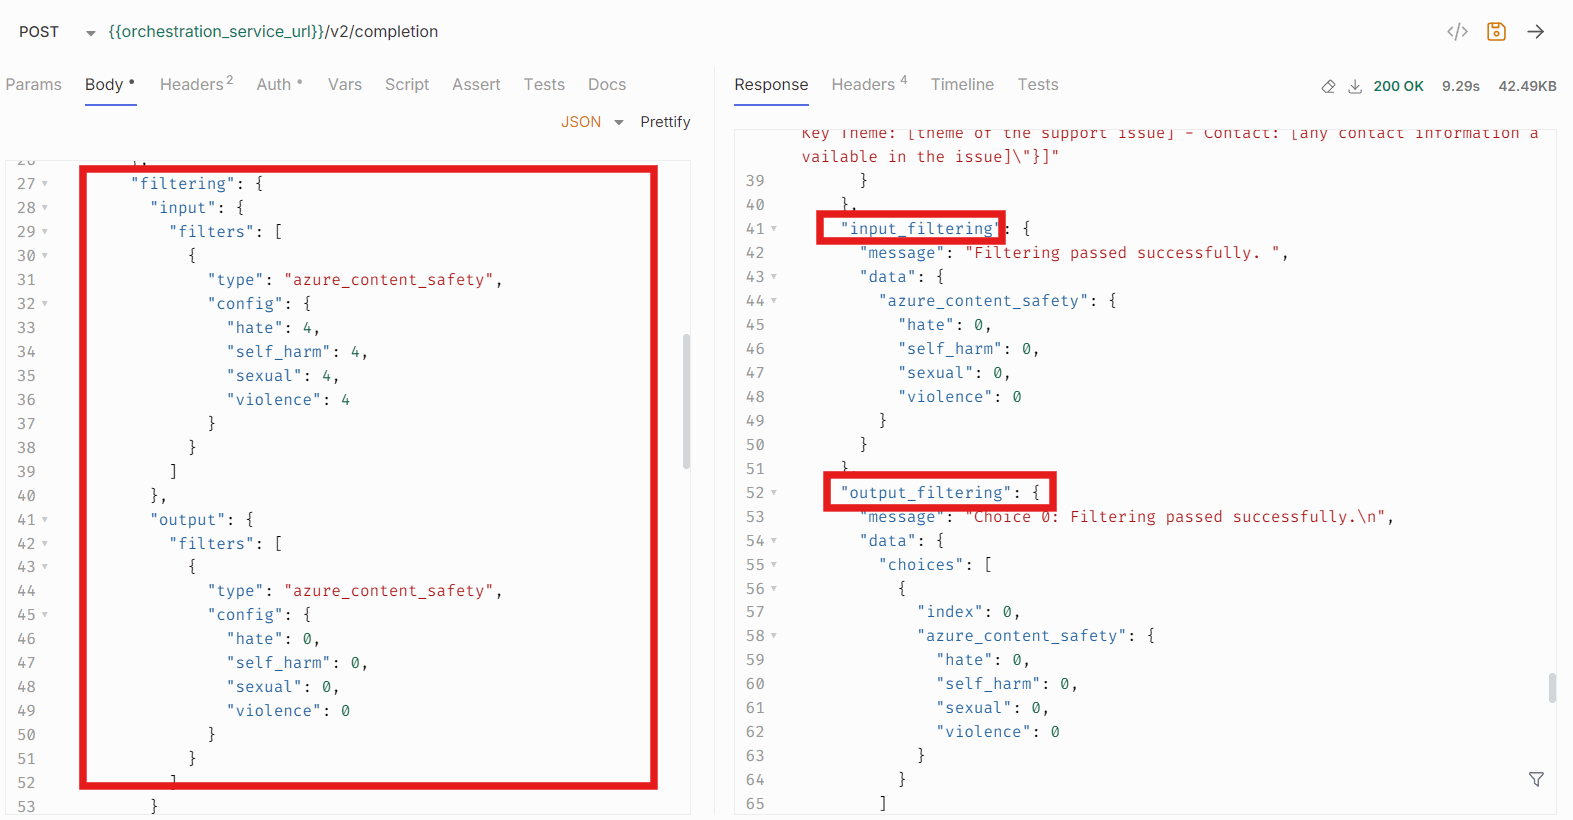 POST {{orchestration_service_url}}/v2/completion
Params Body Headers 2 Auth Vars Script Assert Tests Docs
JSON Prettify
27 "filtering": {
28 "input": {
29 "filters": [
30 {
31 "type": "azure_content_safety",
32 "config": {
33 "hate": 4,
34 "self_harm": 4,
35 "sexual": 4,
36 "violence": 4
37 }
38 }
39 ]
40 },
41 "output": {
42 "filters": [
43 {
44 "type": "azure_content_safety",
45 "config": {
46 "hate": 0,
47 "self_harm": 0,
48 "sexual": 0,
49 "violence": 0
50 }
51 }
52 ]
53 }
Response Headers 4 Timeline Tests
200 OK 9.29s 42.49KB
Key Theme: [theme of the support issue] - Contact: [any contact information a
vailable in the issue]\"}]"
39 }
40 },
41 "input_filtering": {
42 "message": "Filtering passed successfully. ",
43 "data": {
44 "azure_content_safety": {
45 "hate": 0,
46 "self_harm": 0,
47 "sexual": 0,
48 "violence": 0
49 }
50 }
51 },
52 "output_filtering": {
53 "message": "Choice 0: Filtering passed successfully.\n",
54 "data": {
55 "choices": [
56 {
57 "index": 0,
58 "azure_content_safety": {
59 "hate": 0,
60 "self_harm": 0,
61 "sexual": 0,
62 "violence": 0
63 }
64 }
65 ]